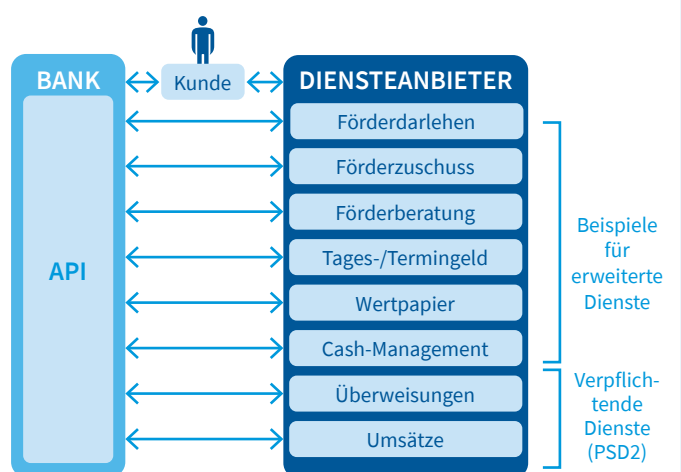 BANK
Kunde
DIENSTEANBIETER
API
Förderdarlehen
Förderzuschuss
Förderberatung
Tages-/Termingeld
Wertpapier
Cash-Management
Überweisungen
Umsätze
Beispiele
für
erweiterte
Dienste
Verpflich-
tende
Dienste
(PSD2)